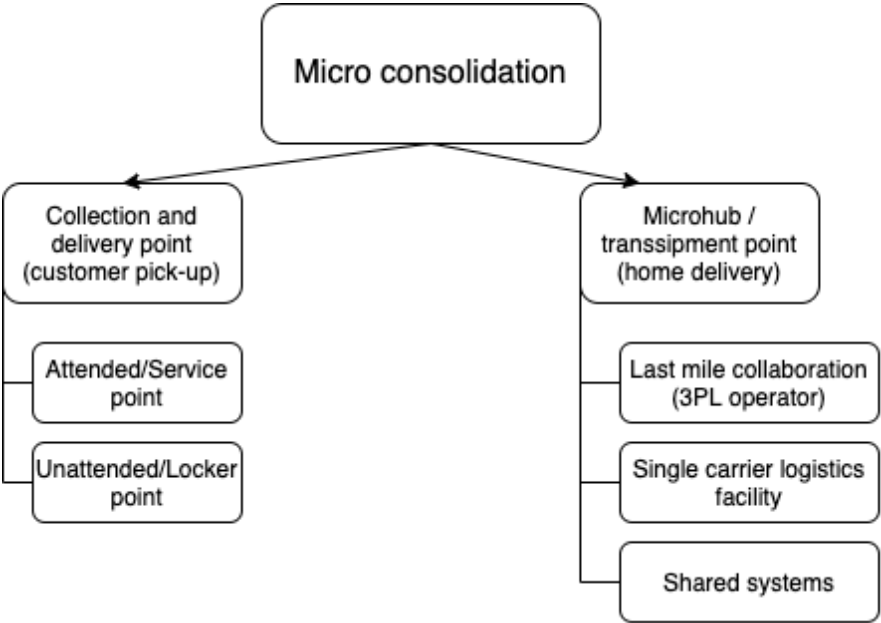 Micro consolidation
Collection and
delivery point
(customer pick-up)
Attended/Service
point
Unattended/Locker
point
Microhub /
transsipment point
(home delivery)
Last mile collaboration
(3PL operator)
Single carrier logistics
facility
Shared systems